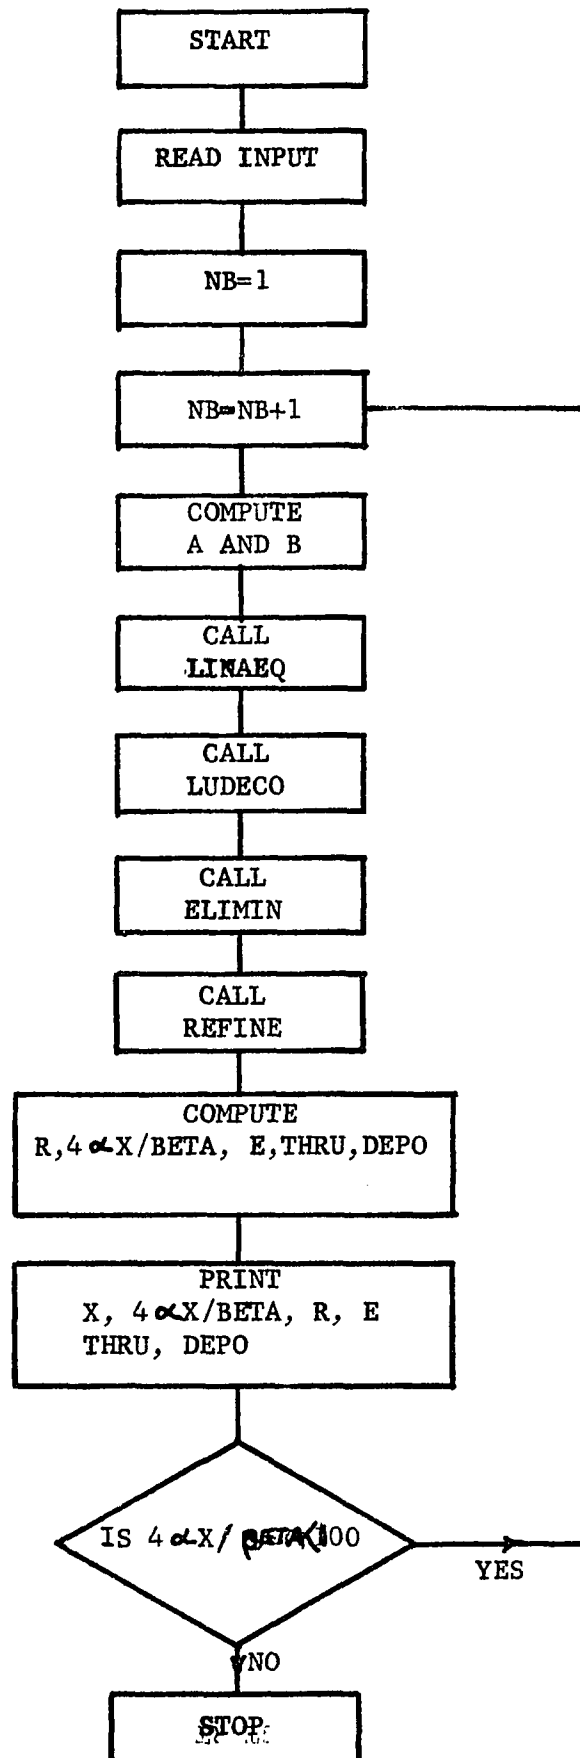 START
READ INPUT
NB=1
NB=NB+1
COMPUTE
A AND B
CALL
LINAEQ
CALL
LUDECO
CALL
ELIMIN
CALL
REFINE
COMPUTE
R,4αX/BETA, E,THRU,DEPO
PRINT
X, 4αX/BETA, R, E
THRU, DEPO
IS 4αX/BETA<100
YES
NO
STOP